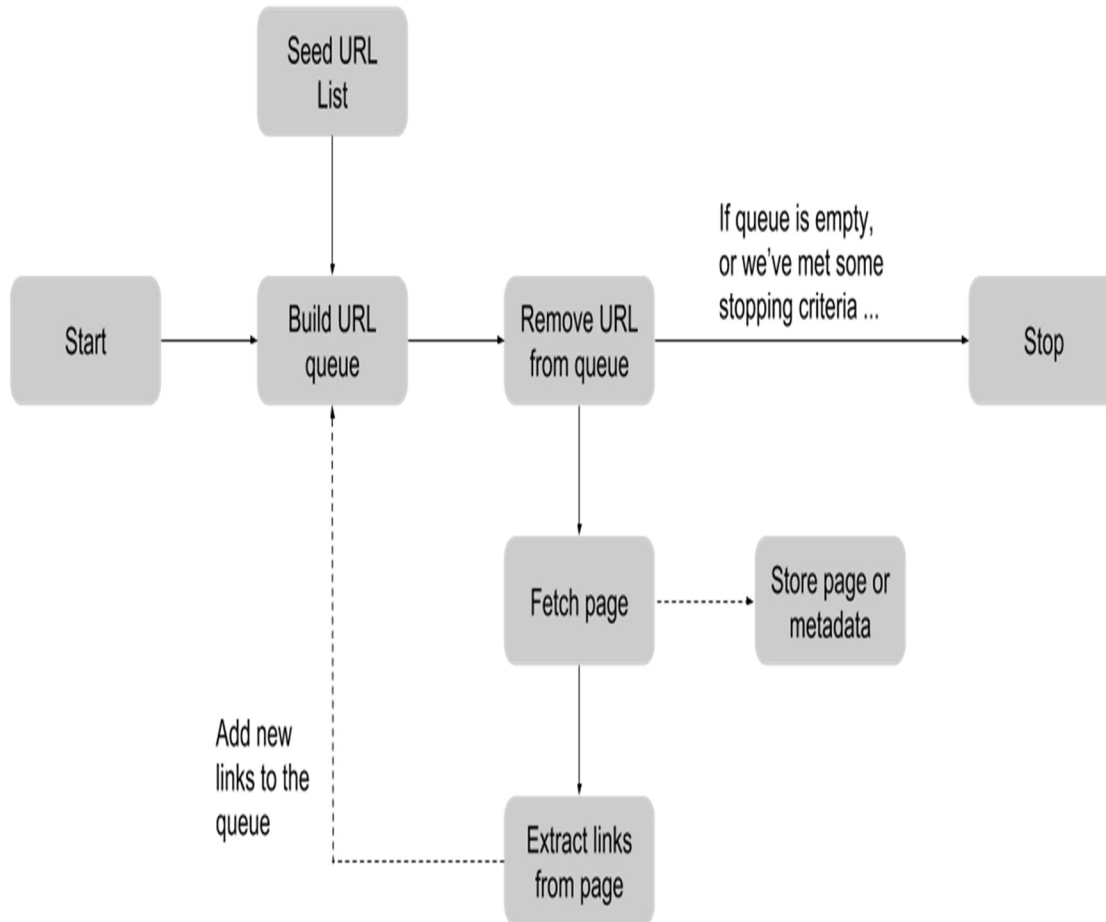 Seed URL
List
If queue is empty,
or we've met some
stopping criteria ...
Start
Build URL
queue
Remove URL
from queue
Stop
Fetch page
Store page or
metadata
Add new
links to the
queue
Extract links
from page